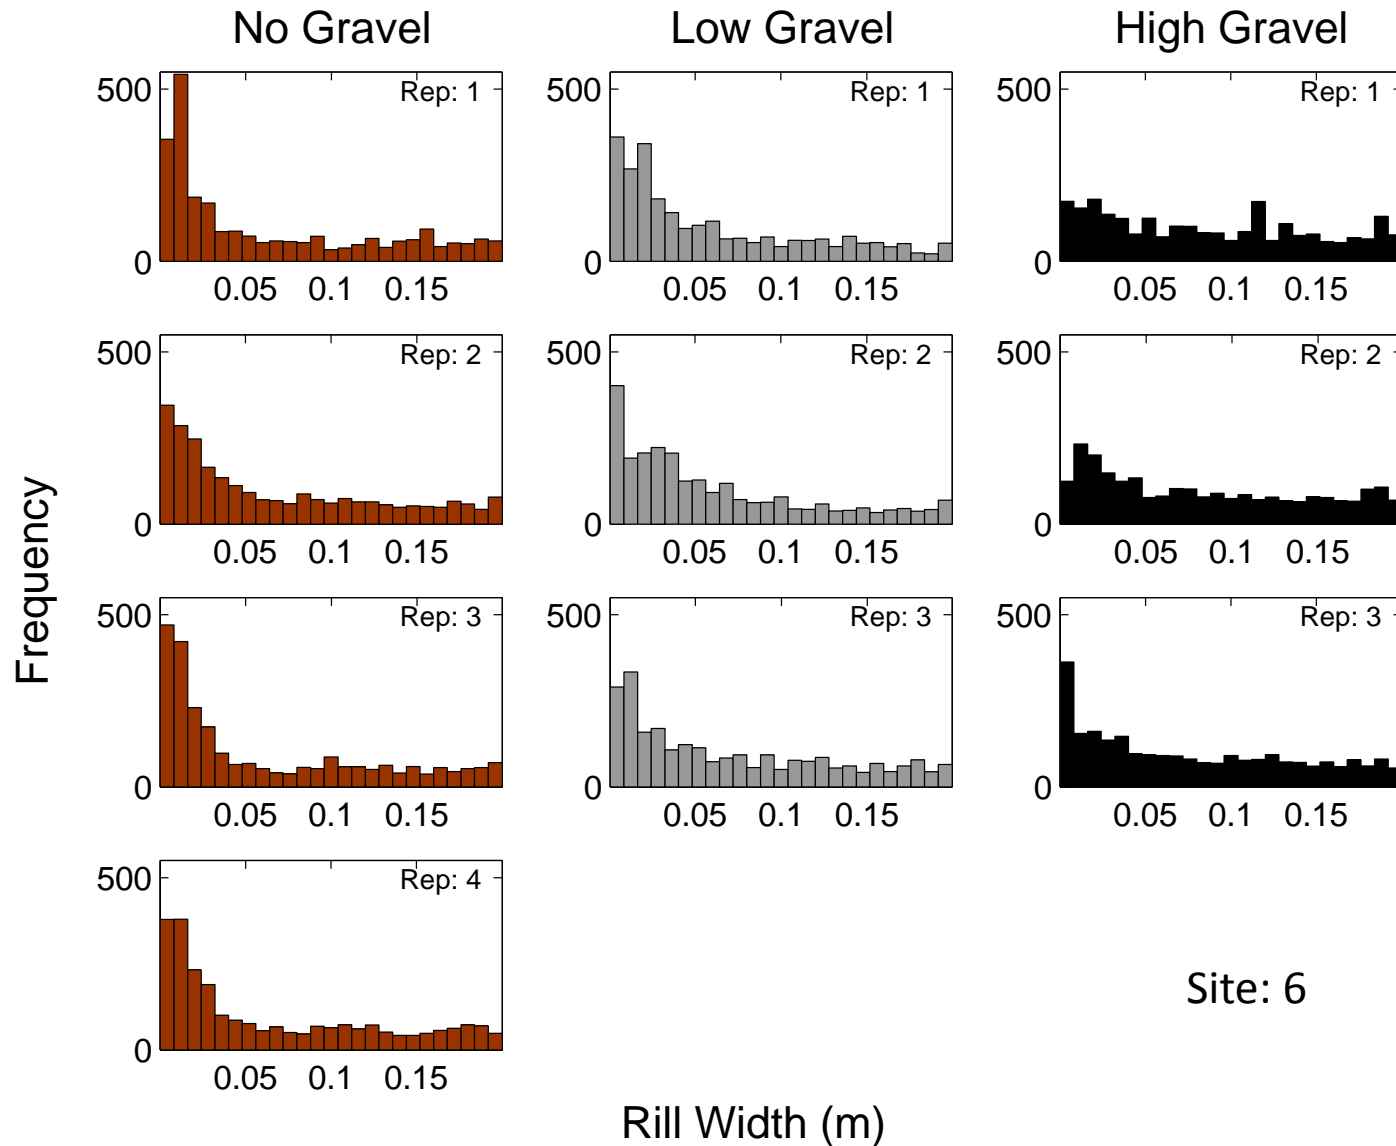 No Gravel Low Gravel High Gravel
500 Rep: 1 500 Rep: 1 500 Rep: 1
0 0 0
0.05 0.1 0.15 0.05 0.1 0.15 0.05 0.1 0.15
500 Rep: 2 500 Rep: 2 500 Rep: 2
0 0 0
0.05 0.1 0.15 0.05 0.1 0.15 0.05 0.1 0.15
Frequency
500 Rep: 3 500 Rep: 3 500 Rep: 3
0 0 0
0.05 0.1 0.15 0.05 0.1 0.15 0.05 0.1 0.15
500 Rep: 4
Site: 6
0
0.05 0.1 0.15
Rill Width (m)